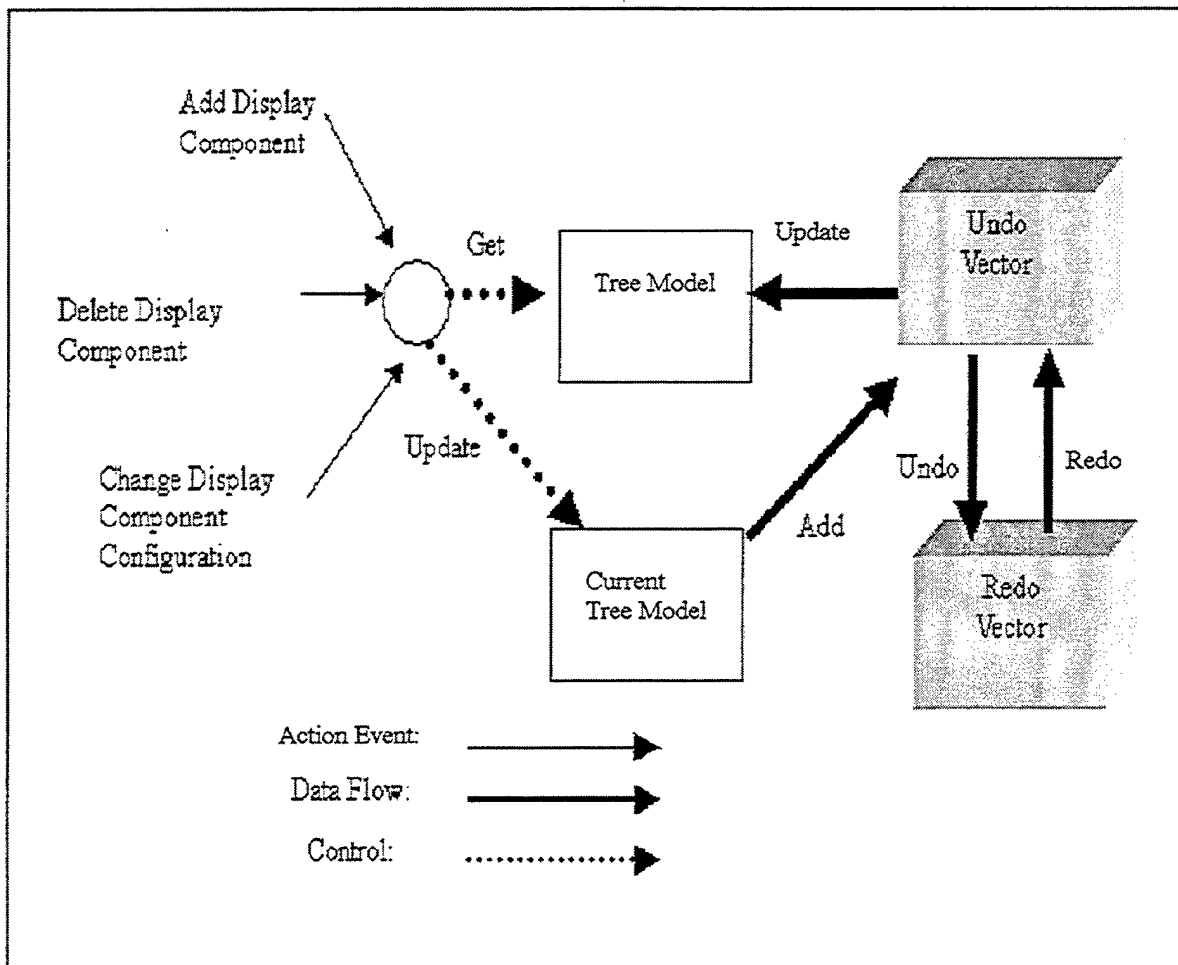 Add Display
Component
Get
Update
Undo
Vector
Tree Model
Delete Display
Component
Update
Undo
Redo
Change Display
Component
Configuration
Add
Current
Tree Model
Redo
Vector
Action Event:
Data Flow:
Control: